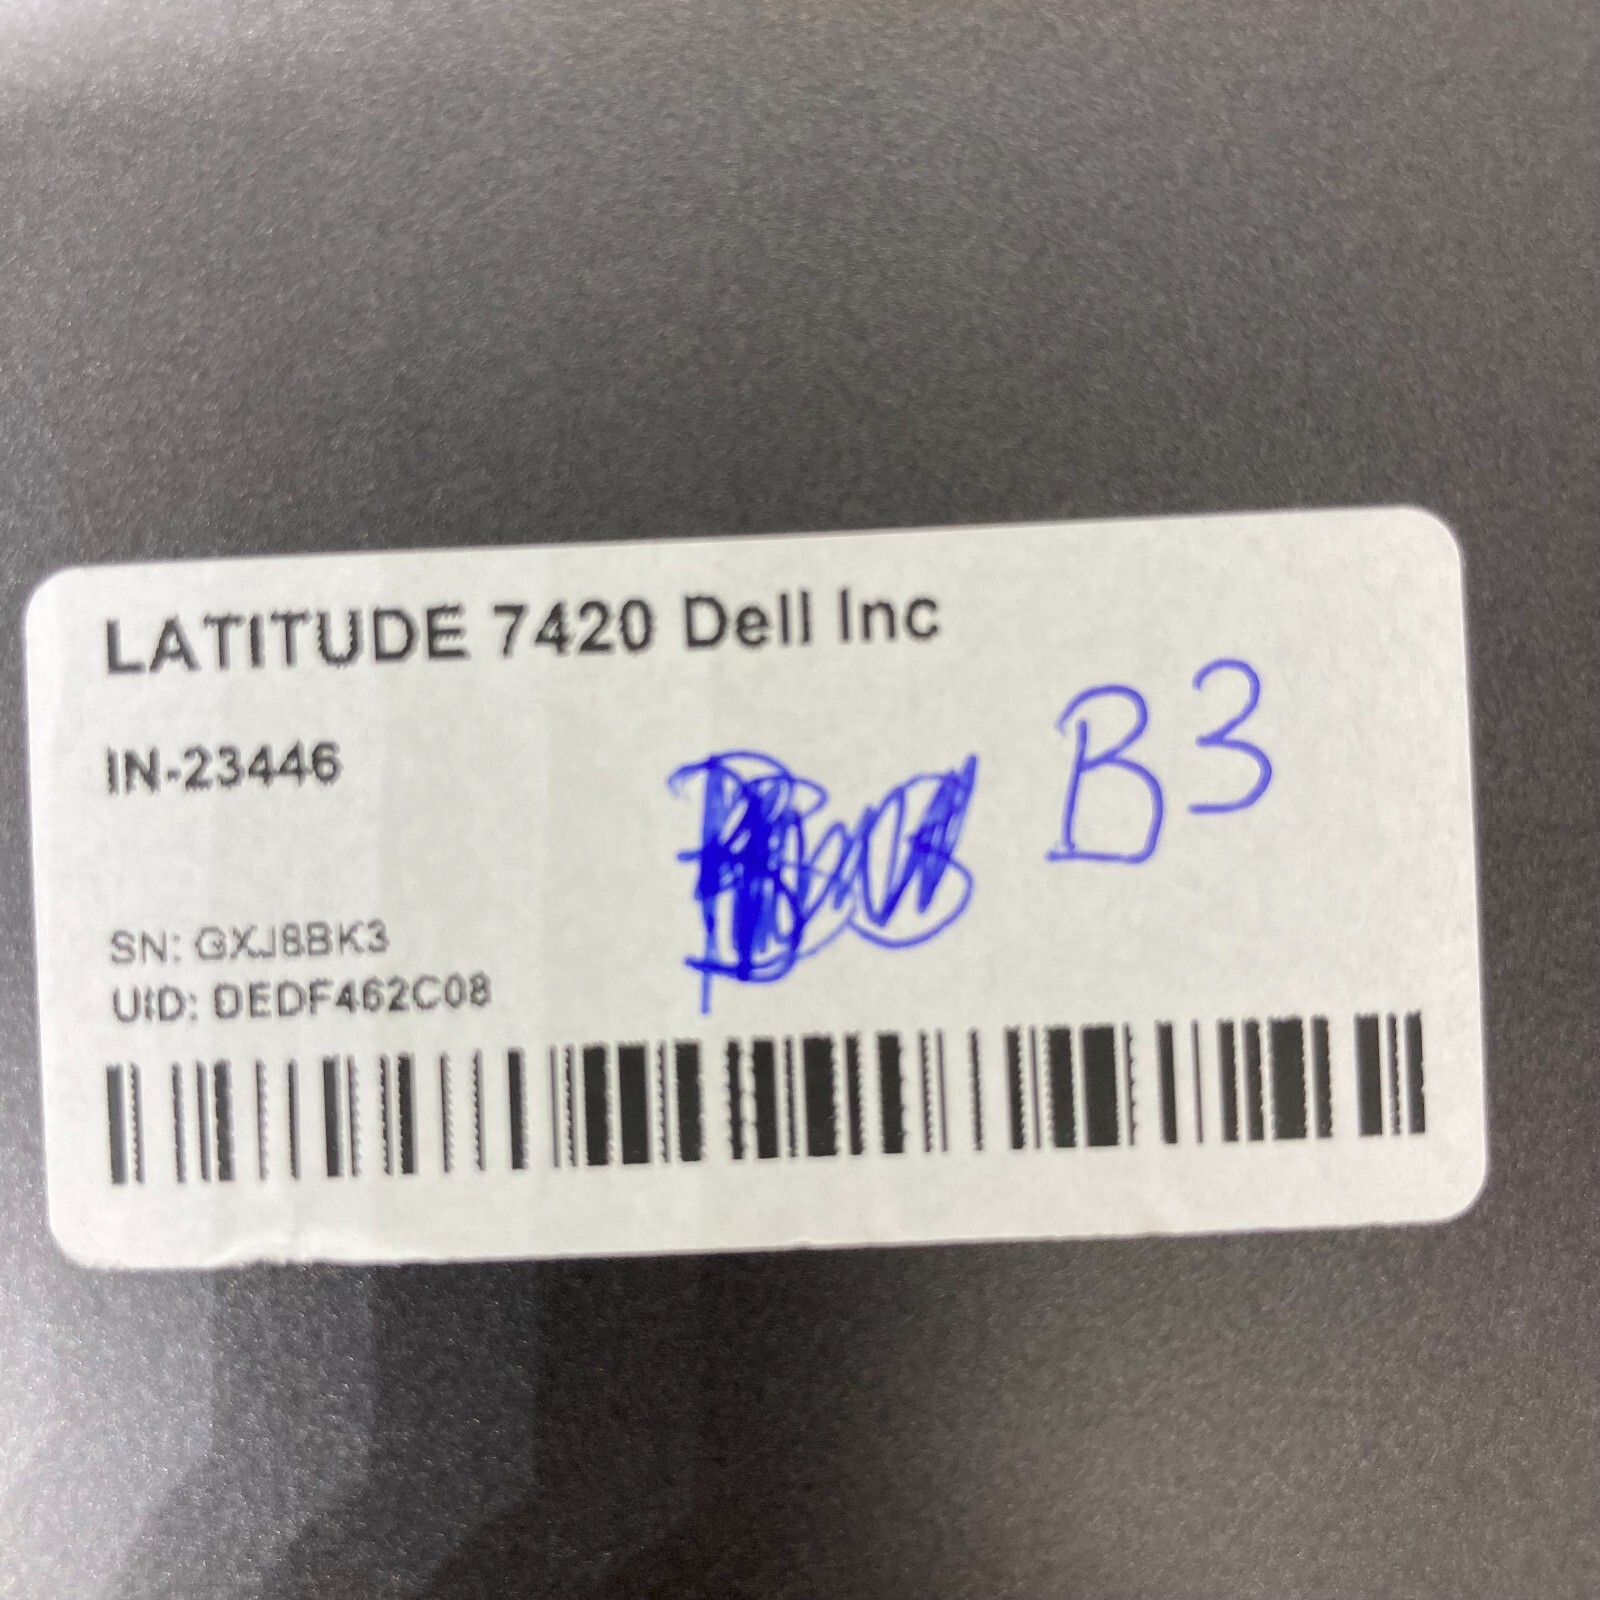 LATITUDE 7420 Dell Inc
IN-23446
B3
SN: GXJ8BK3
UID: DEDF462C08